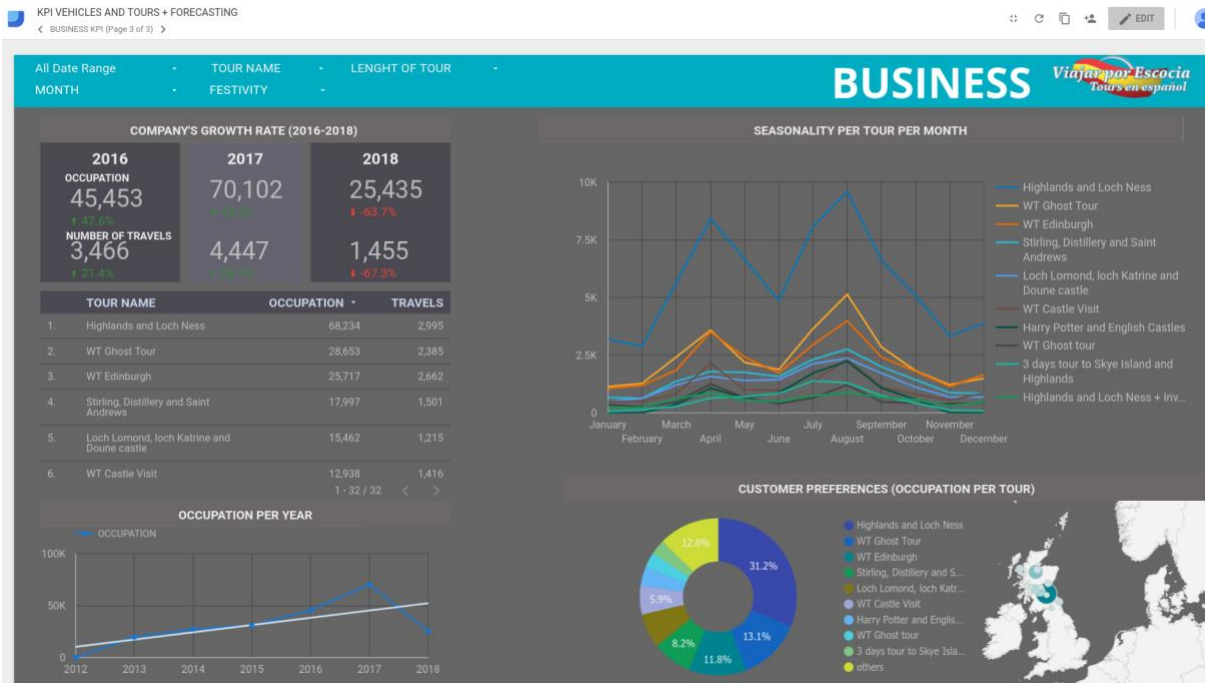 KPI VEHICLES AND TOURS + FORECASTING
BUSINESS KPI (Page 3 of 3)
EDIT
All Date Range
TOUR NAME
LENGHT OF TOUR
MONTH
FESTIVITY
BUSINESS
Viajar por Escocia
Tours en español
COMPANY'S GROWTH RATE (2016-2018)
2016
2017
2018
OCCUPATION
45,453
70,102
25,435
47.6%
-63.7%
NUMBER OF TRAVELS
3,466
4,447
1,455
21.4%
-67.3%
TOUR NAME OCCUPATION TRAVELS
1. Highlands and Loch Ness 68,234 2,995
2. WT Ghost Tour 28,653 2,385
3. WT Edinburgh 25,717 2,662
4. Stirling, Distillery and Saint
Andrews 17,997 1,501
5. Loch Lomond, loch Katrine and
Doune castle 15,462 1,215
6. WT Castle Visit 12,938 1,416
1 - 32 / 32
OCCUPATION PER YEAR
OCCUPATION
100K
50K
0
2012 2013 2014 2015 2016 2017 2018
SEASONALITY PER TOUR PER MONTH
10K
7.5K
5K
2.5K
0
January March May July September November
February April June August October December
Highlands and Loch Ness
WT Ghost Tour
WT Edinburgh
Stirling, Distillery and Saint
Andrews
Loch Lomond, loch Katrine and
Doune castle
WT Castle Visit
Harry Potter and English Castles
WT Ghost tour
3 days tour to Skye Island and
Highlands
Highlands and Loch Ness + Inv...
CUSTOMER PREFERENCES (OCCUPATION PER TOUR)
12.6%
31.2%
5.9%
13.1%
8.2%
11.8%
Highlands and Loch Ness
WT Ghost Tour
WT Edinburgh
Stirling, Distillery and S...
Loch Lomond, loch Katr...
WT Castle Visit
Harry Potter and Englis...
WT Ghost tour
3 days tour to Skye Isla...
others